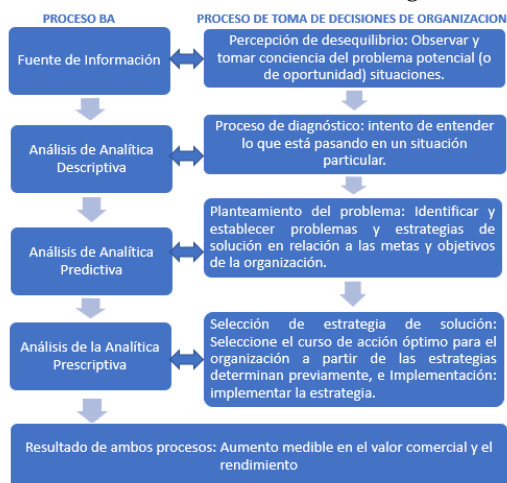 PROCESO BA
PROCESO DE TOMA DE DECISIONES DE ORGANIZACION
Fuente de Información
Percepción de desequilibrio: Observar y
tomar conciencia del problema potencial (o
de oportunidad) situaciones.
Análisis de Analítica
Descriptiva
Proceso de diagnóstico: intento de entender
lo que está pasando en un situación
particular.
Análisis de Analítica
Predictiva
Planteamiento del problema: Identificar y
establecer problemas y estrategias de
solución en relación a las metas y objetivos
de la organización.
Análisis de la Analítica
Prescriptiva
Selección de estrategia de solución:
Seleccione el curso de acción óptimo para el
organización a partir de las estrategias
determinan previamente, e Implementación:
implementar la estrategia.
Resultado de ambos procesos: Aumento medible en el valor comercial y el
rendimiento